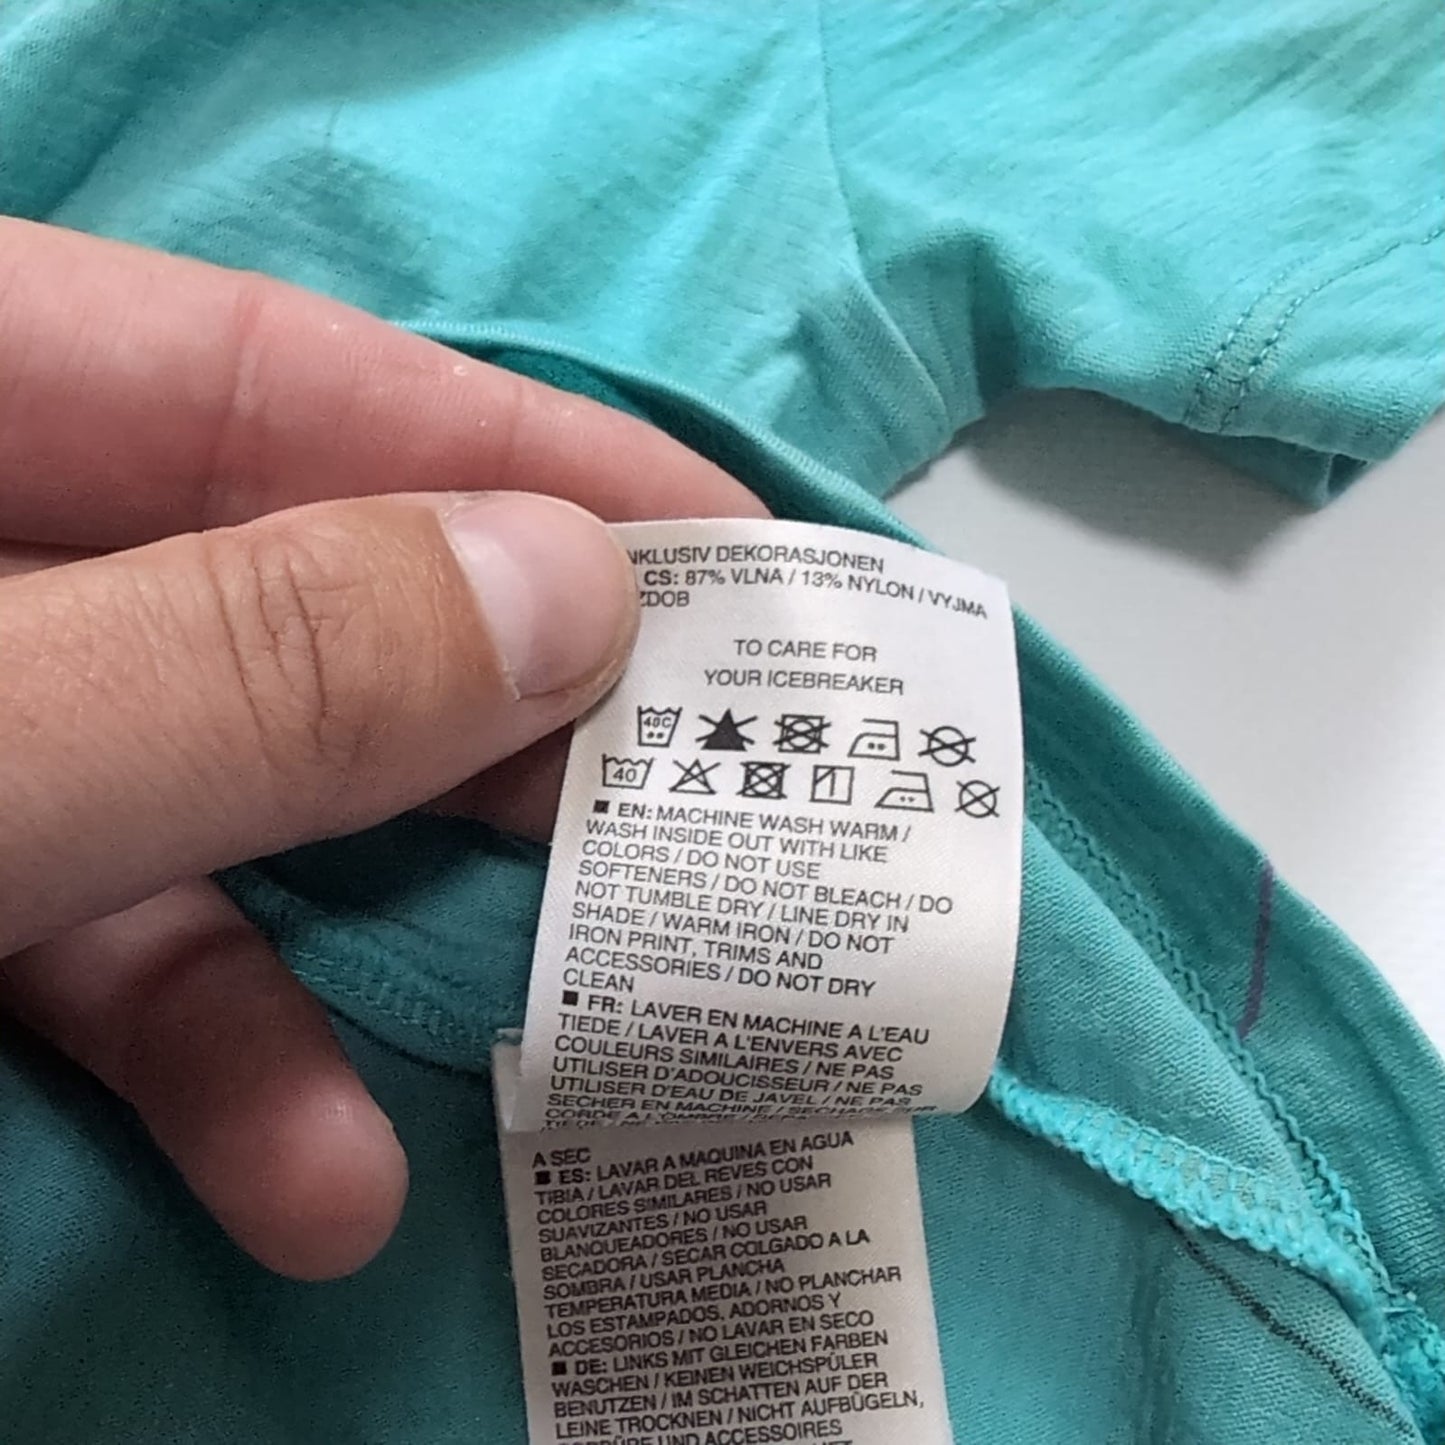 NKLUSIV DEKORASJONEN
CS: 87% VLNA / 13% NYLON / VYJMA
ZDOB
TO CARE FOR
YOUR ICEBREAKER
40C
40
EN: MACHINE WASH WARM /
WASH INSIDE OUT WITH LIKE
COLORS / DO NOT USE
SOFTENERS / DO NOT BLEACH / DO
NOT TUMBLE DRY / LINE DRY IN
SHADE / WARM IRON / DO NOT
IRON PRINT, TRIMS AND
ACCESSORIES / DO NOT DRY
CLEAN
FR: LAVER EN MACHINE A L'EAU
TIEDE / LAVER A L'ENVERS AVEC
COULEURS SIMILAIRES / NE PAS
UTILISER D'ADOUCISSEUR / NE PAS
UTILISER D'EAU DE JAVEL / NE PAS
SECHER EN MACHINE / SECHAGE SUR
CORDE A L'OMBRE /
TIEDE /
A SEC
ES: LAVAR A MAQUINA EN AGUA
TIBIA / LAVAR DEL REVES CON
COLORES SIMILARES / NO USAR
SUAVIZANTES / NO USAR
BLANQUEADORES / NO USAR
SECADORA / SECAR COLGADO A LA
SOMBRA / USAR PLANCHA
TEMPERATURA MEDIA / NO PLANCHAR
LOS ESTAMPADOS, ADORNOS Y
ACCESORIOS / NO LAVAR EN SECO
DE: LINKS MIT GLEICHEN FARBEN
WASCHEN / KEINEN WEICHSPÜLER
BENUTZEN / IM SCHATTEN AUF DER
LEINE TROCKNEN / NICHT AUFBÜGELN,
UND ACCESSOIRES